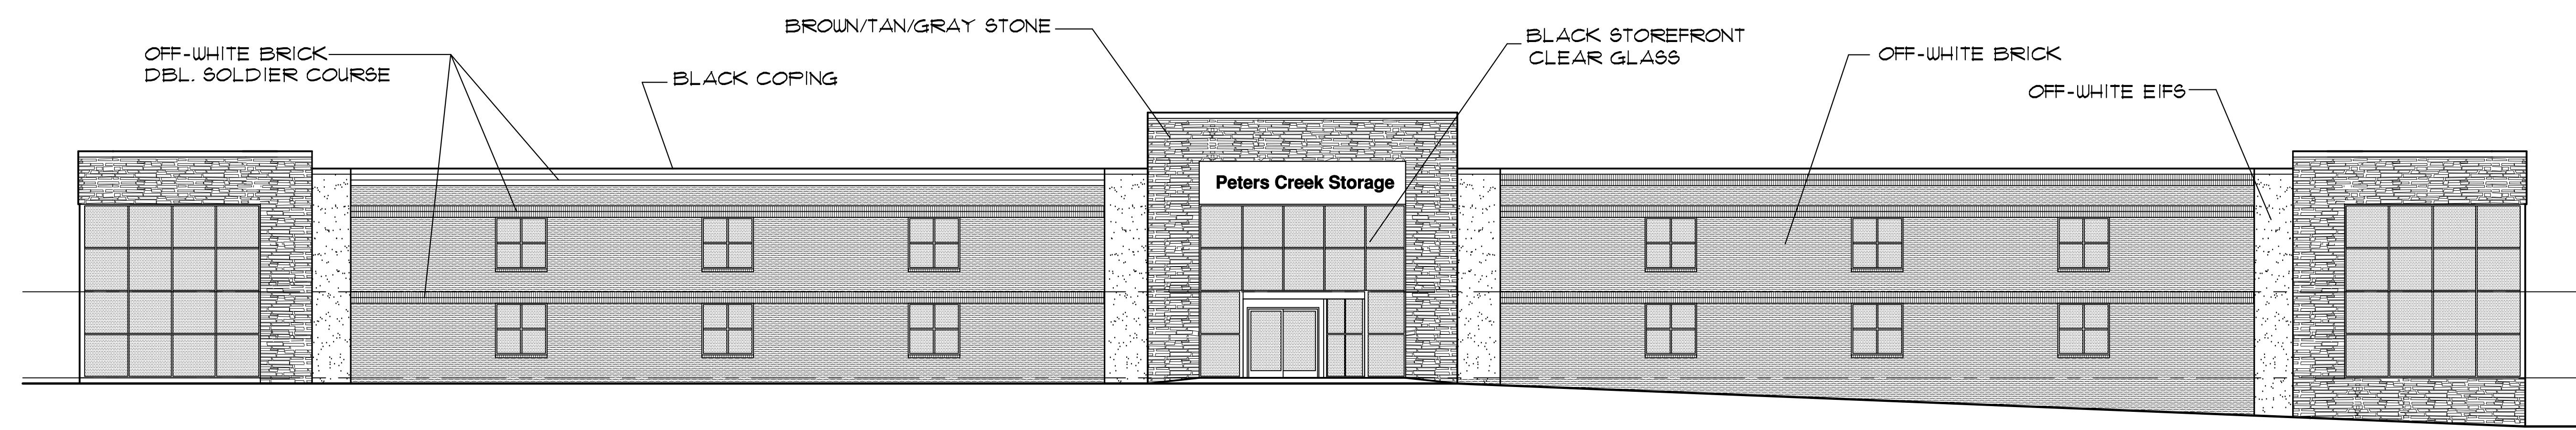 BROWN/TAN/GRAY STONE
BLACK STOREFRONT
CLEAR GLASS
OFF-WHITE BRICK
DBL. SOLDIER COURSE
OFF-WHITE BRICK
BLACK COPING
OFF-WHITE EIFS
Peters Creek Storage